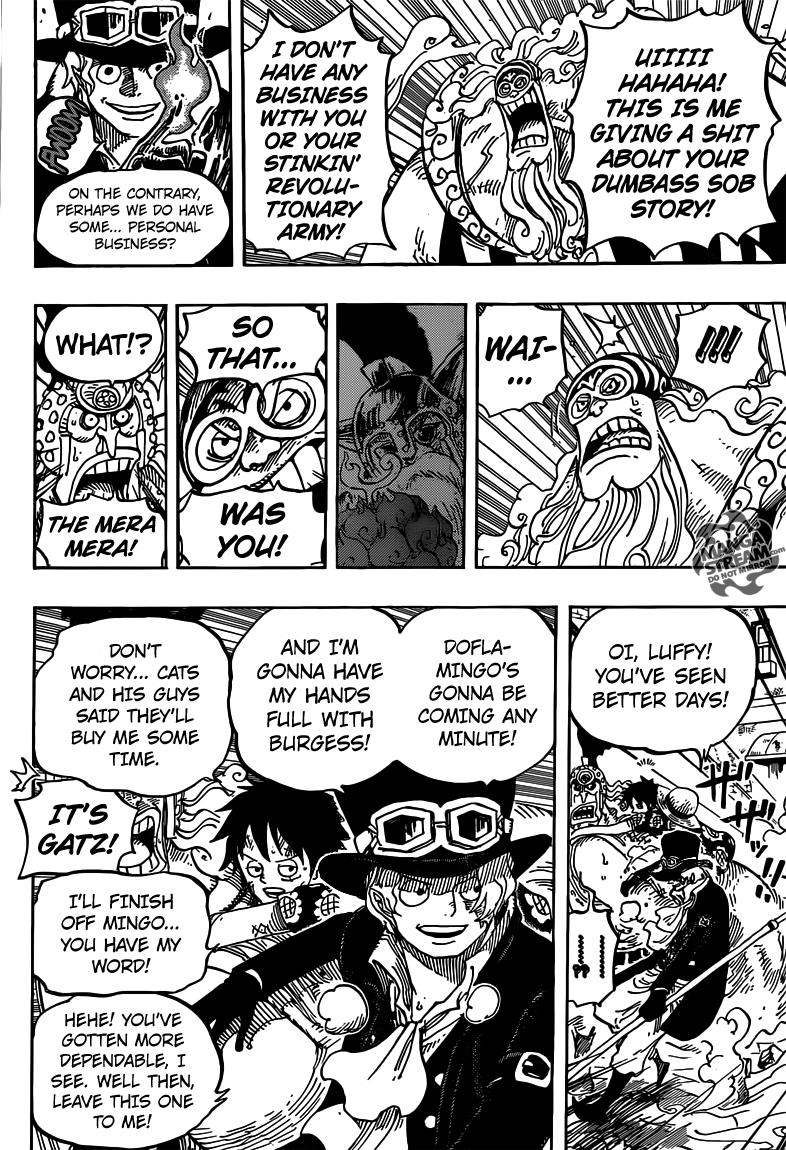 UIIIII
HAHAHA!
THIS IS ME
GIVING A SHIT
ABOUT YOUR
DUMBASS SOB
STORY!
I DON'T
HAVE ANY
BUSINESS
WITH YOU
OR YOUR
STINKIN'
REVOLU-
TIONARY
ARMY!
FWOOM
ON THE CONTRARY,
PERHAPS WE DO HAVE
SOME... PERSONAL
BUSINESS?
!!!
WAI-
...
SO
THAT...
WAS
YOU!
WHAT!?
THE MERA
MERA!
MANGA
STREAM.com
DO NOT MIRROR!
OI, LUFFY!
YOU'VE SEEN
BETTER DAYS!
DOFLA-
MINGO'S
GONNA BE
COMING ANY
MINUTE!
AND I'M
GONNA HAVE
MY HANDS
FULL WITH
BURGESS!
DON'T
WORRY... CATS
AND HIS GUYS
SAID THEY'LL
BUY ME SOME
TIME.
IT'S
GATZ!
I'LL FINISH
OFF MINGO...
YOU HAVE MY
WORD!
HEHE! YOU'VE
GOTTEN MORE
DEPENDABLE, I
SEE. WELL THEN,
LEAVE THIS ONE
TO ME!